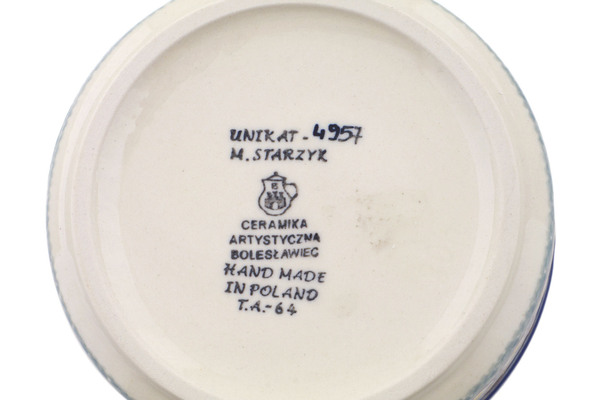 UNIKAT - 4957
M. STARZYK
CERAMIKA
ARTYSTYCZNA
BOLESŁAWIEC
HAND MADE
IN POLAND
T.A.-64